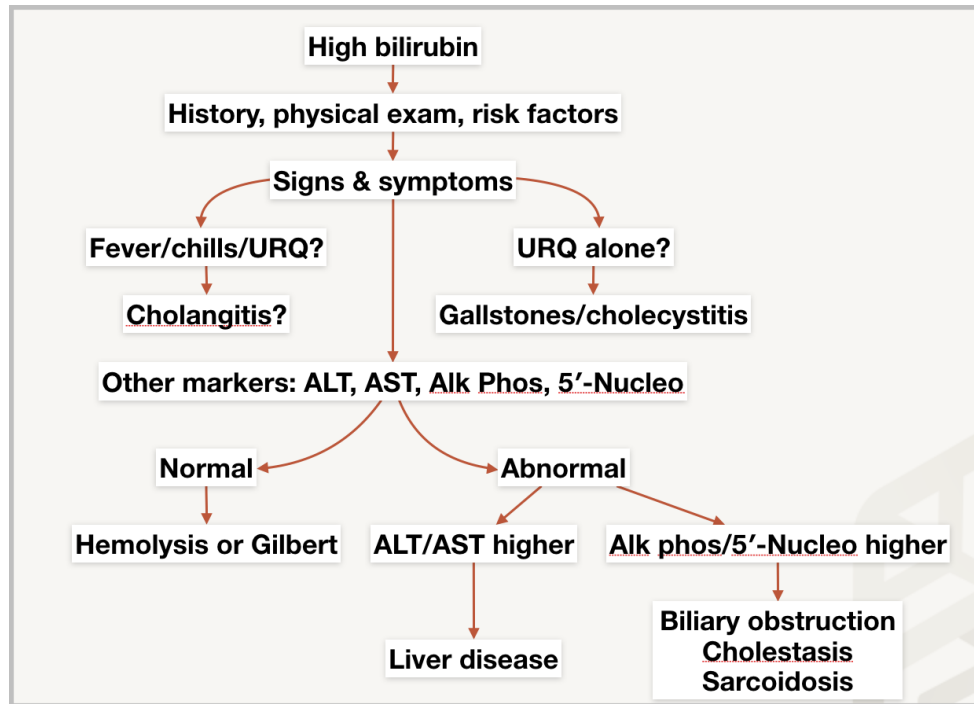 High bilirubin
History, physical exam, risk factors
Signs & symptoms
Fever/chills/URQ?
URQ alone?
Cholangitis?
Gallstones/cholecystitis
Other markers: ALT, AST, Alk Phos, 5′-Nucleo
Normal
Abnormal
Hemolysis or Gilbert
ALT/AST higher
Alk phos/5′-Nucleo higher
Liver disease
Biliary obstruction
Cholestasis
Sarcoidosis